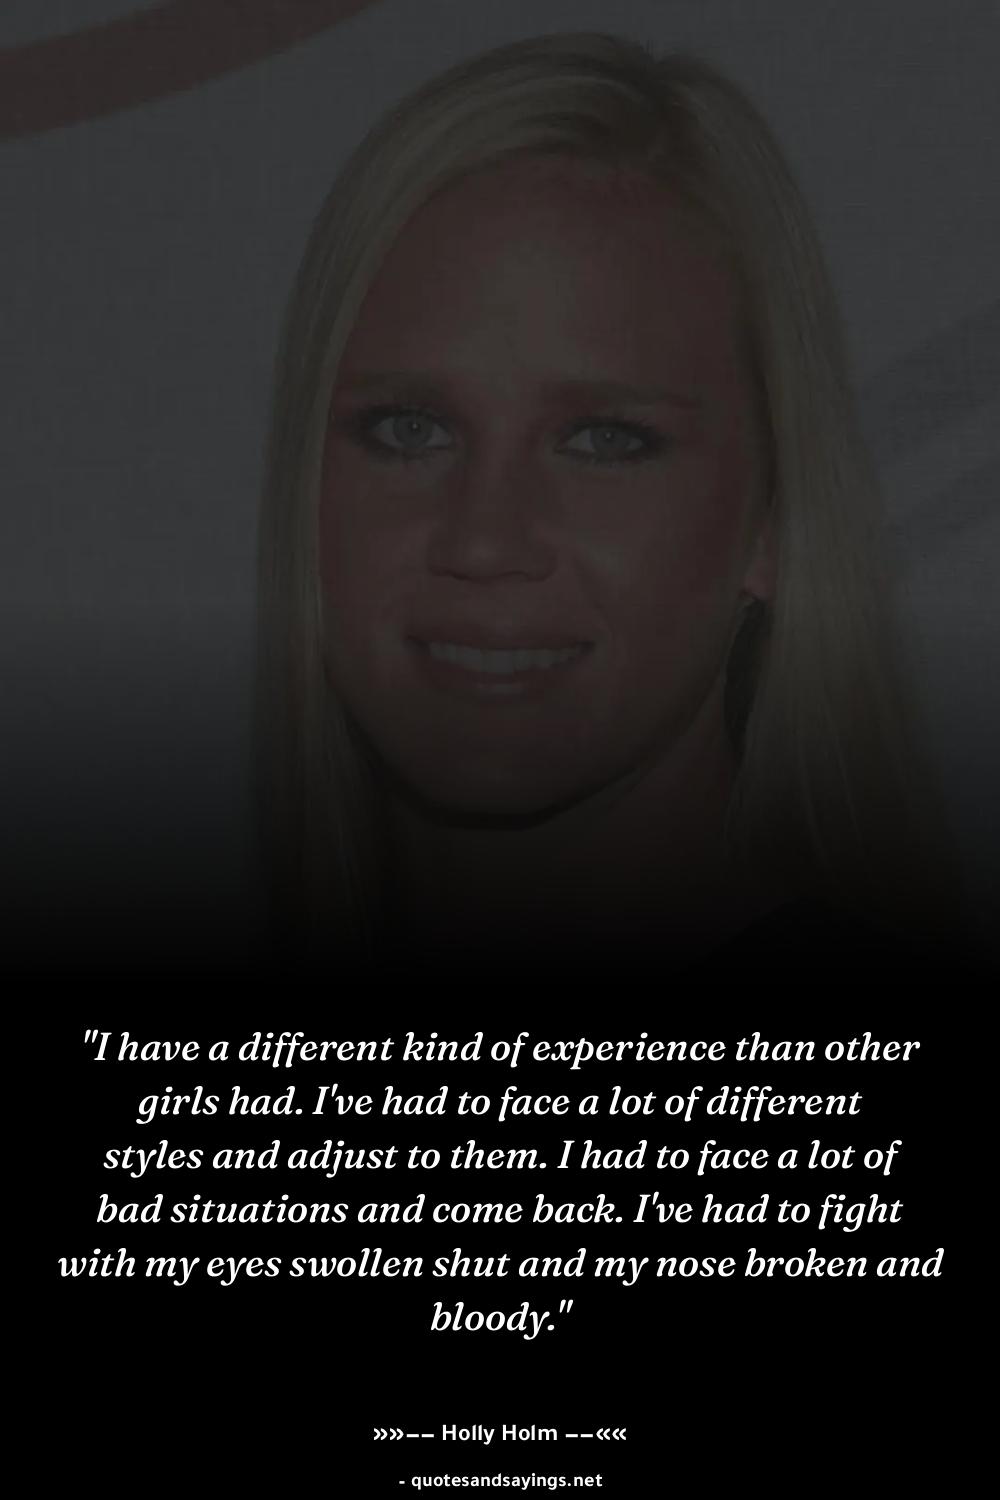 "I have a different kind of experience than other
girls had. I've had to face a lot of different
styles and adjust to them. I had to face a lot of
bad situations and come back. I've had to fight
with my eyes swollen shut and my nose broken and
bloody."
»»−− Holly Holm −−««
- quotesandsayings.net